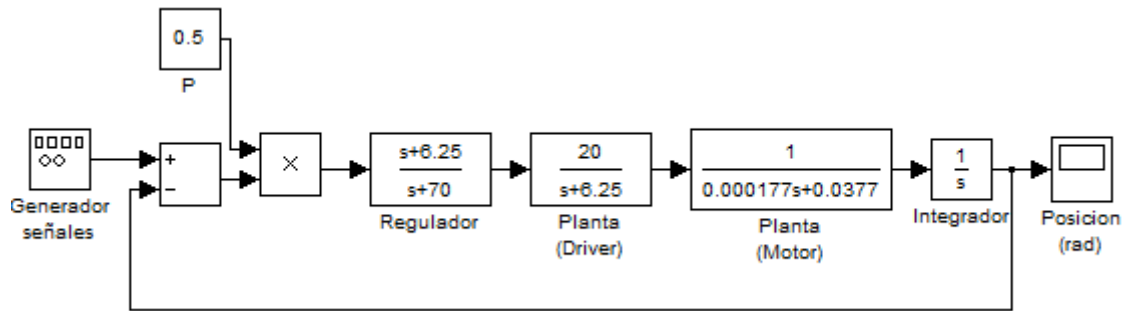 0.5
P
+
−
×
Generador
señales
s+6.25
s+70
Regulador
20
s+6.25
Planta
(Driver)
1
0.000177s+0.0377
Planta
(Motor)
1
s
Integrador
Posicion
(rad)